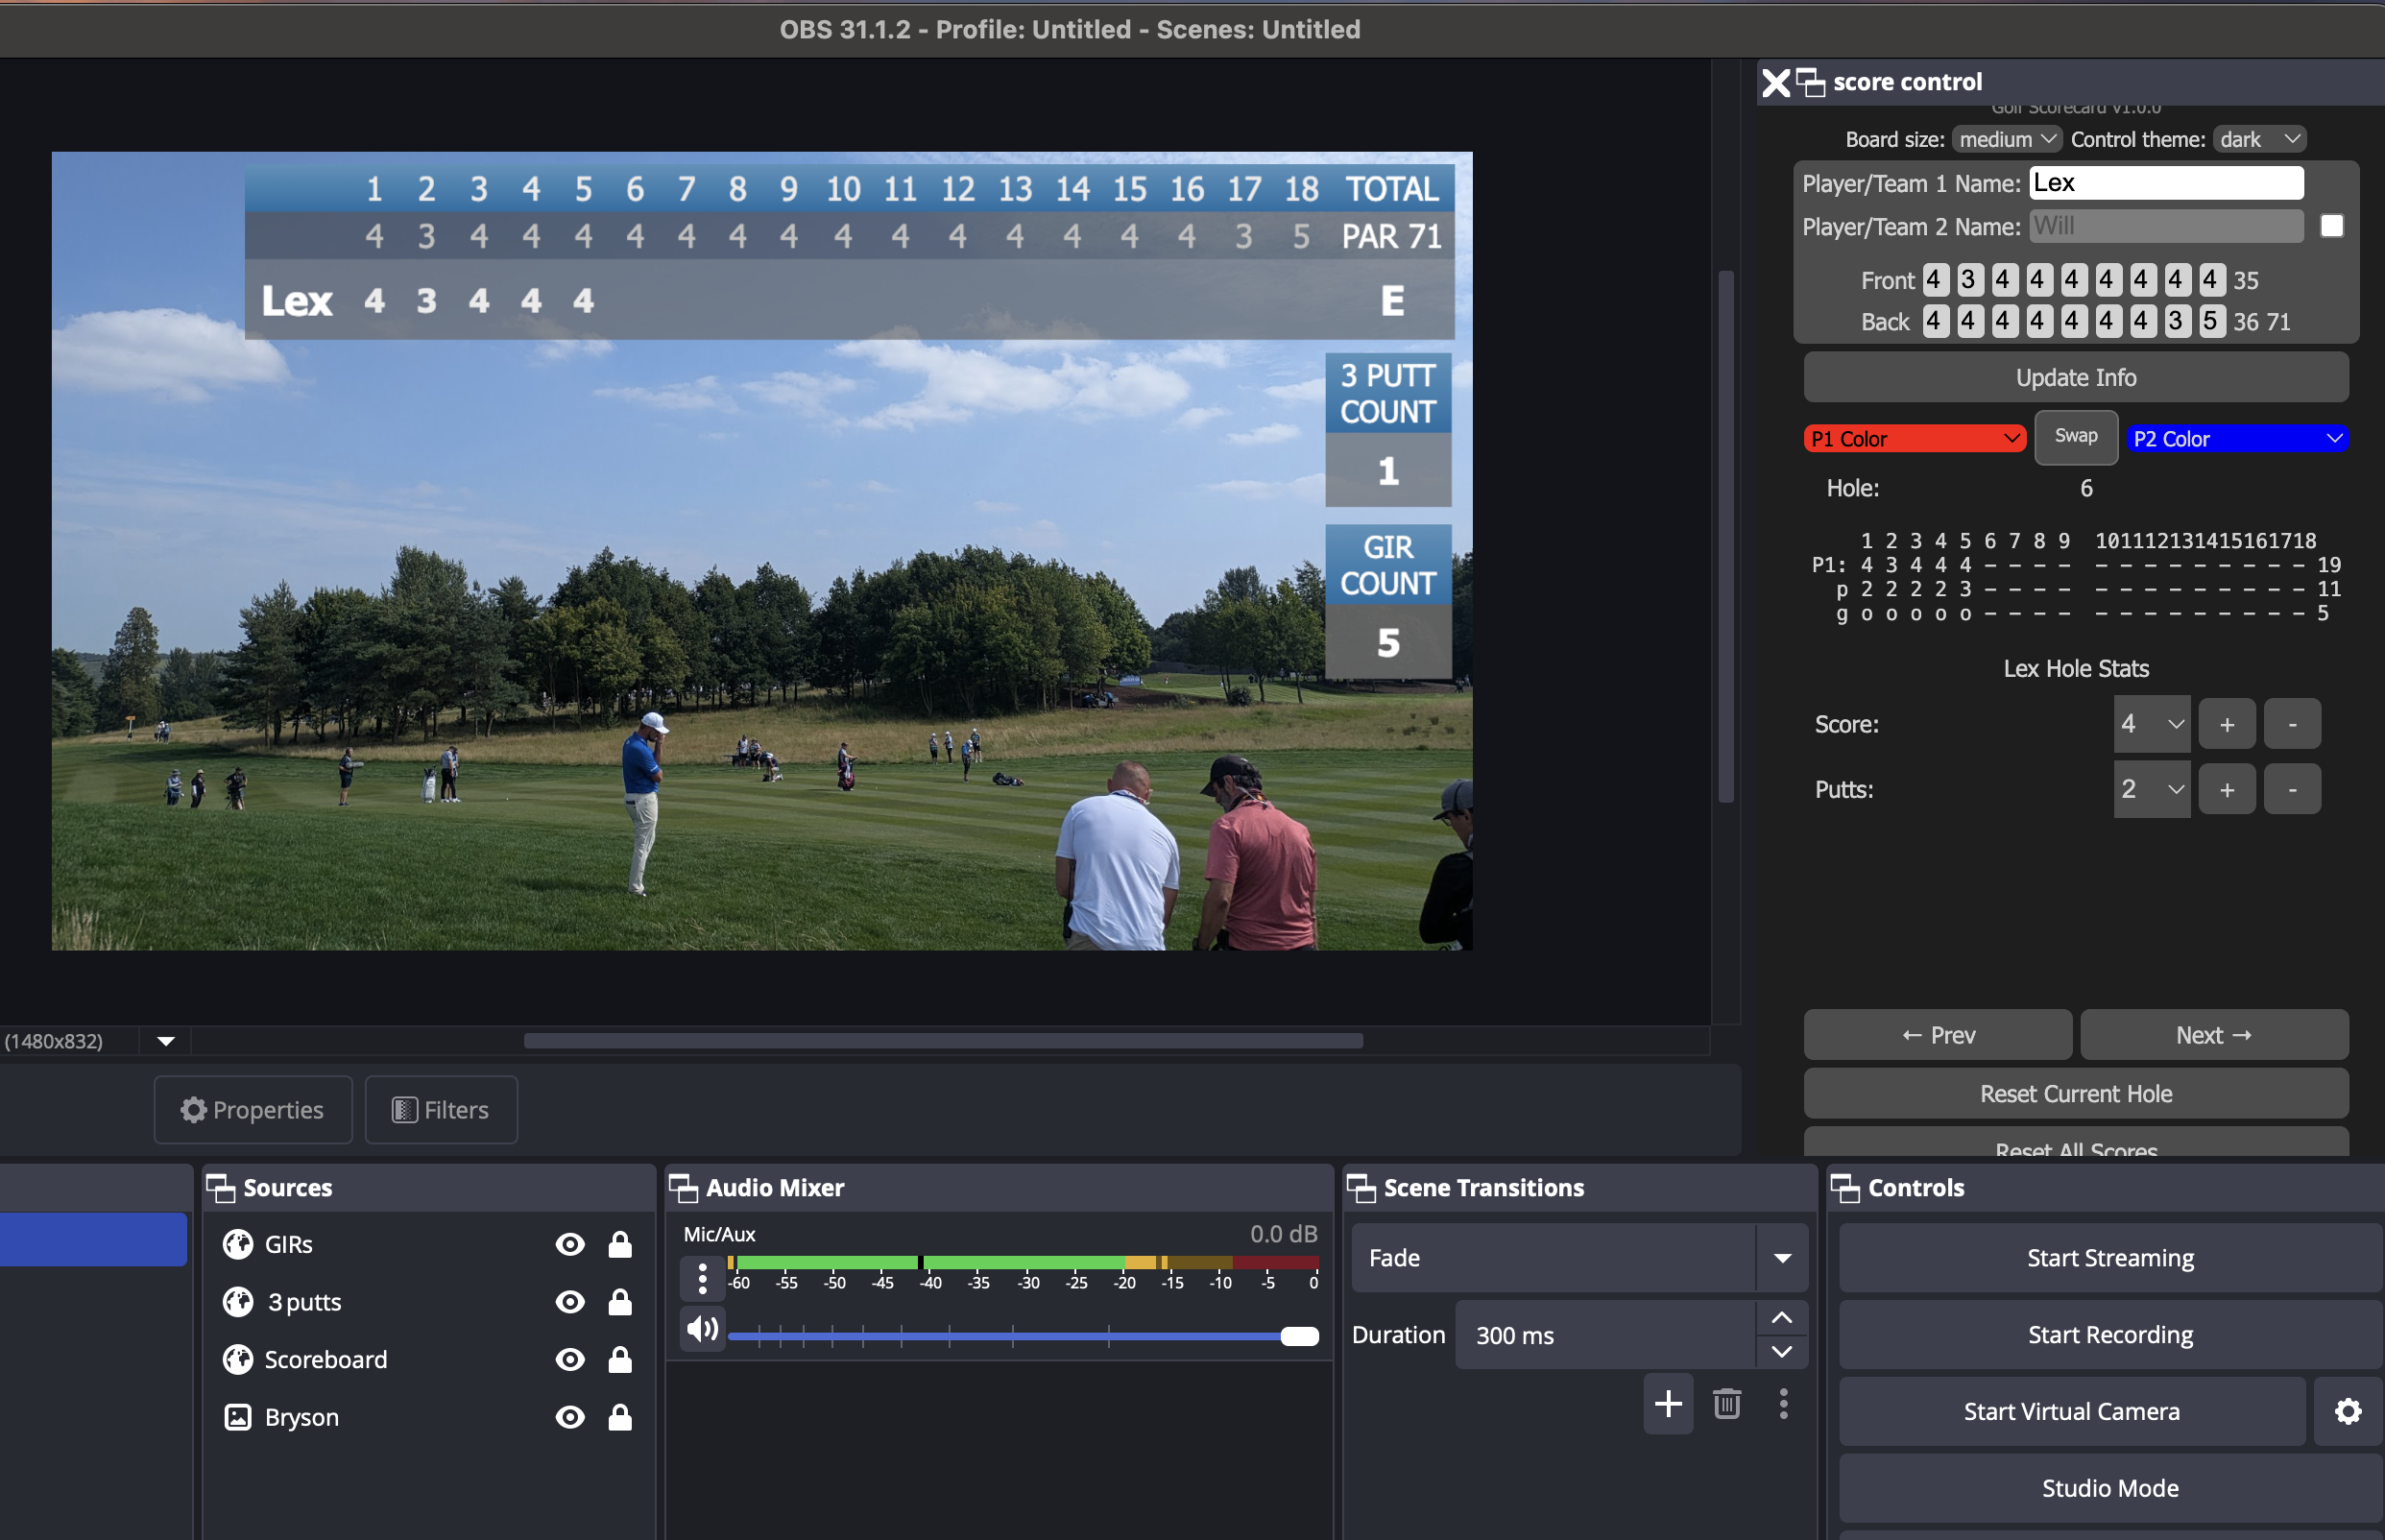 OBS 31.1.2 - Profile: Untitled - Scenes: Untitled
1 2 3 4 5 6 7 8 9 10 11 12 13 14 15 16 17 18 TOTAL
4 3 4 4 4 4 4 4 4 4 4 4 4 4 4 4 3 5 PAR 71
Lex 4 3 4 4 4 E
3 PUTT
COUNT
1
GIR
COUNT
5
score control
Golf Scorecard v1.0.0
Board size: medium Control theme: dark
Player/Team 1 Name: Lex
Player/Team 2 Name: Will
Front 4 3 4 4 4 4 4 4 4 35
Back 4 4 4 4 4 4 4 3 5 36 71
Update Info
P1 Color Swap P2 Color
Hole: 6
1 2 3 4 5 6 7 8 9 101112131415161718
P1: 4 3 4 4 4 - - - - - - - - - - - - - 19
p 2 2 2 2 3 - - - - - - - - - - - - - 11
g o o o o o - - - - - - - - - - - - - 5
Lex Hole Stats
Score: 4 + -
Putts: 2 + -
← Prev Next →
Reset Current Hole
Reset All Scores
(1480x832)
Properties Filters
Sources
GIRs
3 putts
Scoreboard
Bryson
Audio Mixer
Mic/Aux 0.0 dB
-60 -55 -50 -45 -40 -35 -30 -25 -20 -15 -10 -5 0
Scene Transitions
Fade
Duration 300 ms
Controls
Start Streaming
Start Recording
Start Virtual Camera
Studio Mode